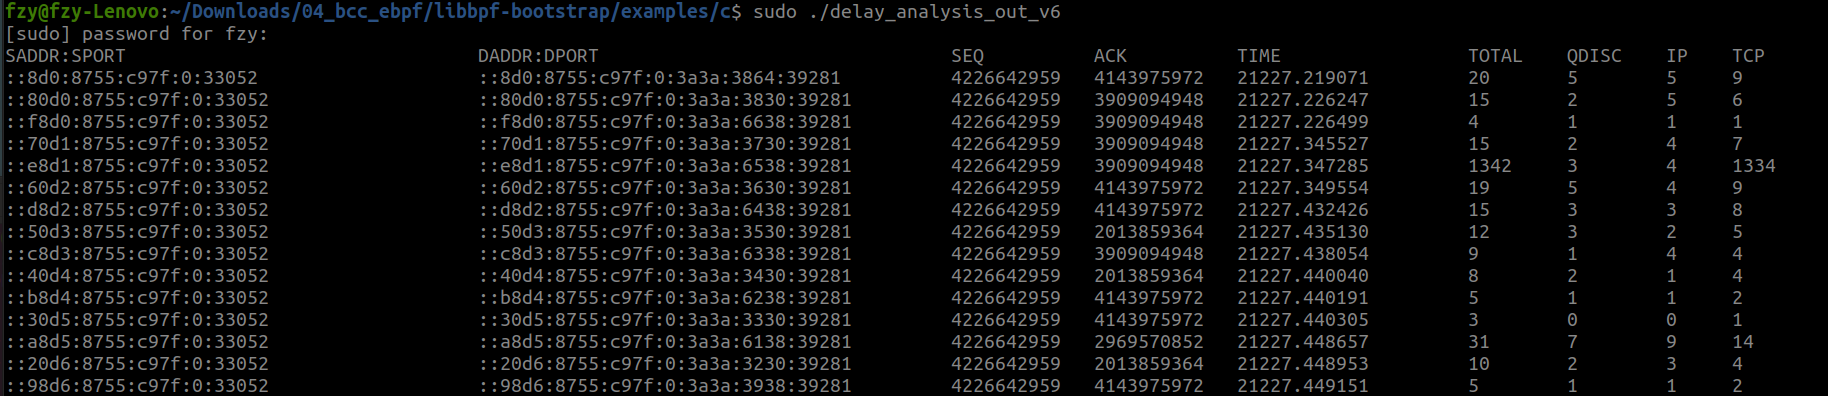 fzy@fzy-Lenovo:~/Downloads/04_bcc_ebpf/libbpf-bootstrap/examples/c$ sudo ./delay_analysis_out_v6
[sudo] password for fzy:
SADDR:SPORT DADDR:DPORT SEQ ACK TIME TOTAL QDISC IP TCP
::8d0:8755:c97f:0:33052 ::8d0:8755:c97f:0:3a3a:3864:39281 4226642959 4143975972 21227.219071 20 5 5 9
::80d0:8755:c97f:0:33052 ::80d0:8755:c97f:0:3a3a:3830:39281 4226642959 3909094948 21227.226247 15 2 5 6
::f8d0:8755:c97f:0:33052 ::f8d0:8755:c97f:0:3a3a:6638:39281 4226642959 3909094948 21227.226499 4 1 1 1
::70d1:8755:c97f:0:33052 ::70d1:8755:c97f:0:3a3a:3730:39281 4226642959 3909094948 21227.345527 15 2 4 7
::e8d1:8755:c97f:0:33052 ::e8d1:8755:c97f:0:3a3a:6538:39281 4226642959 3909094948 21227.347285 1342 3 4 1334
::60d2:8755:c97f:0:33052 ::60d2:8755:c97f:0:3a3a:3630:39281 4226642959 4143975972 21227.349554 19 5 4 9
::d8d2:8755:c97f:0:33052 ::d8d2:8755:c97f:0:3a3a:6438:39281 4226642959 4143975972 21227.432426 15 3 3 8
::50d3:8755:c97f:0:33052 ::50d3:8755:c97f:0:3a3a:3530:39281 4226642959 2013859364 21227.435130 12 3 2 5
::c8d3:8755:c97f:0:33052 ::c8d3:8755:c97f:0:3a3a:6338:39281 4226642959 3909094948 21227.438054 9 1 4 4
::40d4:8755:c97f:0:33052 ::40d4:8755:c97f:0:3a3a:3430:39281 4226642959 2013859364 21227.440040 8 2 1 4
::b8d4:8755:c97f:0:33052 ::b8d4:8755:c97f:0:3a3a:6238:39281 4226642959 4143975972 21227.440191 5 1 1 2
::30d5:8755:c97f:0:33052 ::30d5:8755:c97f:0:3a3a:3330:39281 4226642959 4143975972 21227.440305 3 0 0 1
::a8d5:8755:c97f:0:33052 ::a8d5:8755:c97f:0:3a3a:6138:39281 4226642959 2969570852 21227.448657 31 7 9 14
::20d6:8755:c97f:0:33052 ::20d6:8755:c97f:0:3a3a:3230:39281 4226642959 2013859364 21227.448953 10 2 3 4
::98d6:8755:c97f:0:33052 ::98d6:8755:c97f:0:3a3a:3938:39281 4226642959 4143975972 21227.449151 5 1 1 2